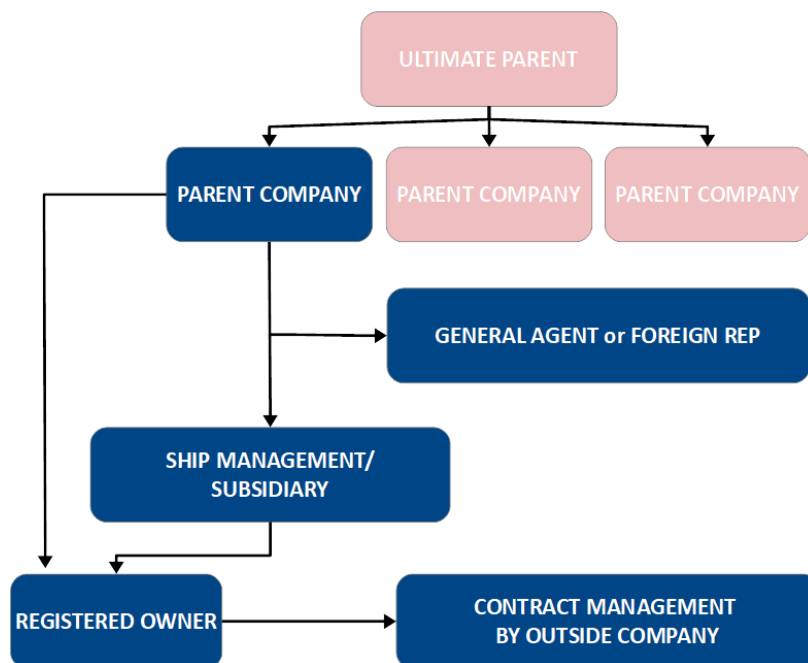 ULTIMATE PARENT
PARENT COMPANY
PARENT COMPANY
PARENT COMPANY
GENERAL AGENT or FOREIGN REP
SHIP MANAGEMENT/
SUBSIDIARY
REGISTERED OWNER
CONTRACT MANAGEMENT
BY OUTSIDE COMPANY